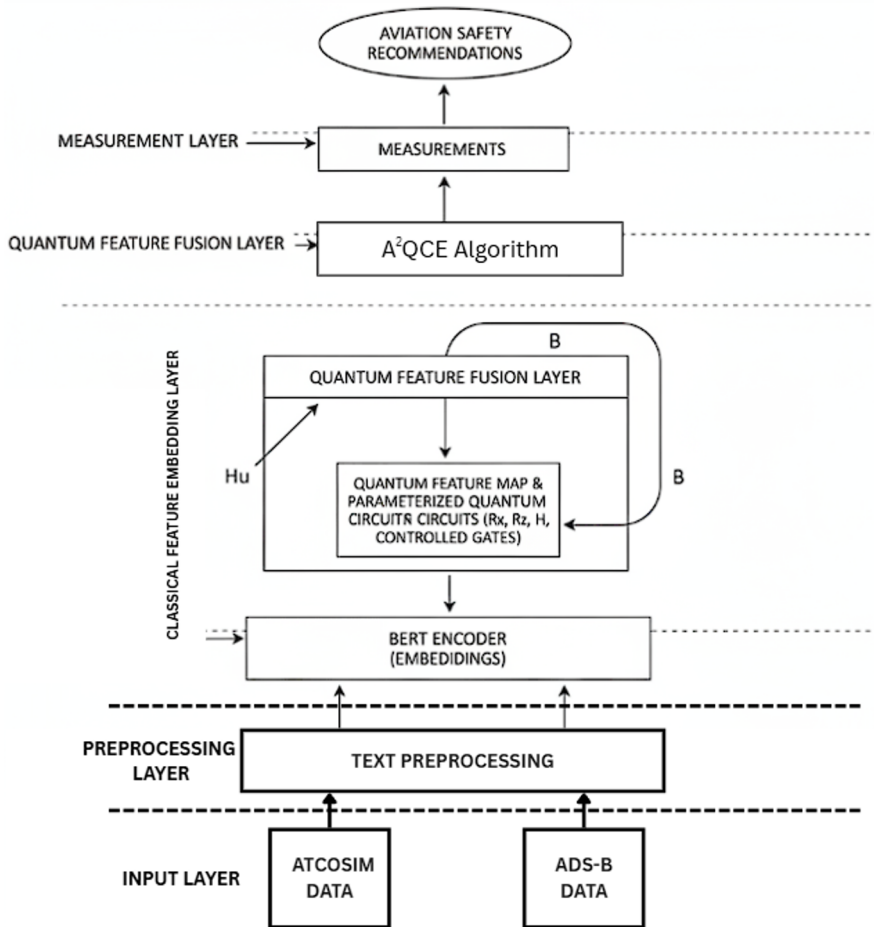 AVIATION SAFETY
RECOMMENDATIONS
MEASUREMENT LAYER
MEASUREMENTS
QUANTUM FEATURE FUSION LAYER
A²QCE Algorithm
CLASSICAL FEATURE EMBEDDING LAYER
B
QUANTUM FEATURE FUSION LAYER
Hu
B
QUANTUM FEATURE MAP &
PARAMETERIZED QUANTUM
CIRCUITŘ CIRCUITS (Rx, Rz, H,
CONTROLLED GATES)
BERT ENCODER
(EMBEDIDINGS)
PREPROCESSING
LAYER
TEXT PREPROCESSING
INPUT LAYER
ATCOSIM
DATA
ADS-B
DATA